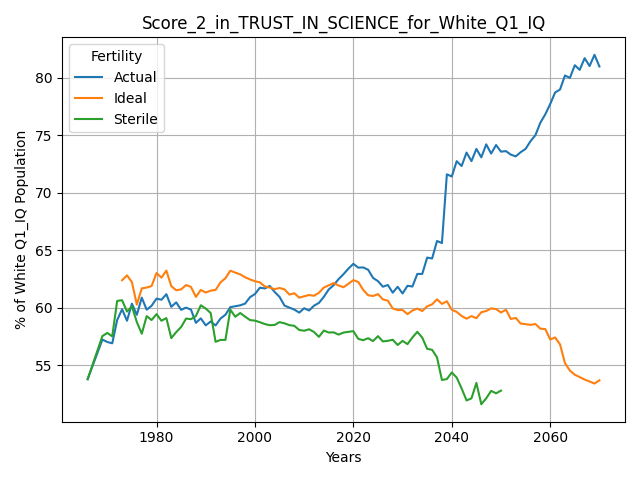 Score_2_in_TRUST_IN_SCIENCE_for_White_Q1_IQ
Fertility
Actual
Ideal
Sterile
% of White Q1_IQ Population
80
75
70
65
60
55
1980
2000
2020
2040
2060
Years